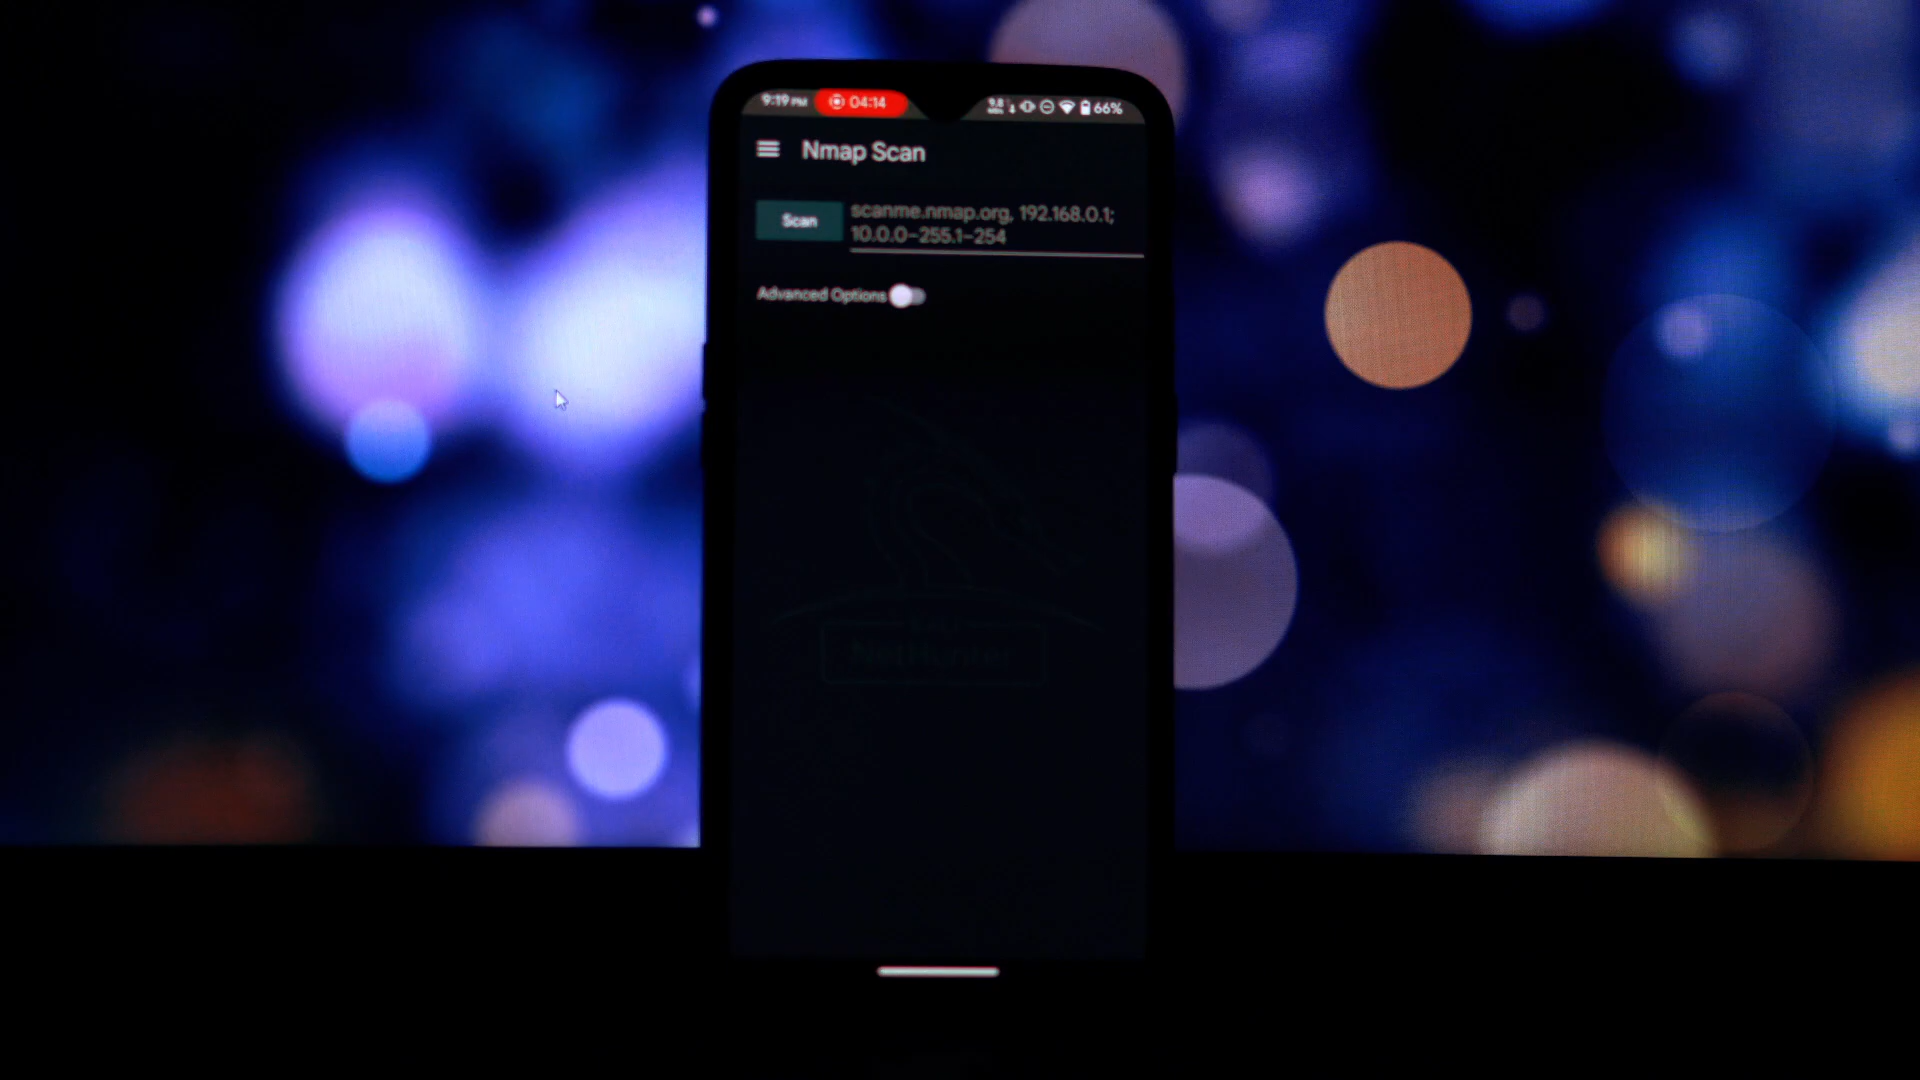 9:19 PM 04:14 66%
Nmap Scan
Scan
scanme.nmap.org, 192.168.0.1;
10.0.0-255.1-254
Advanced Options
NetHunter